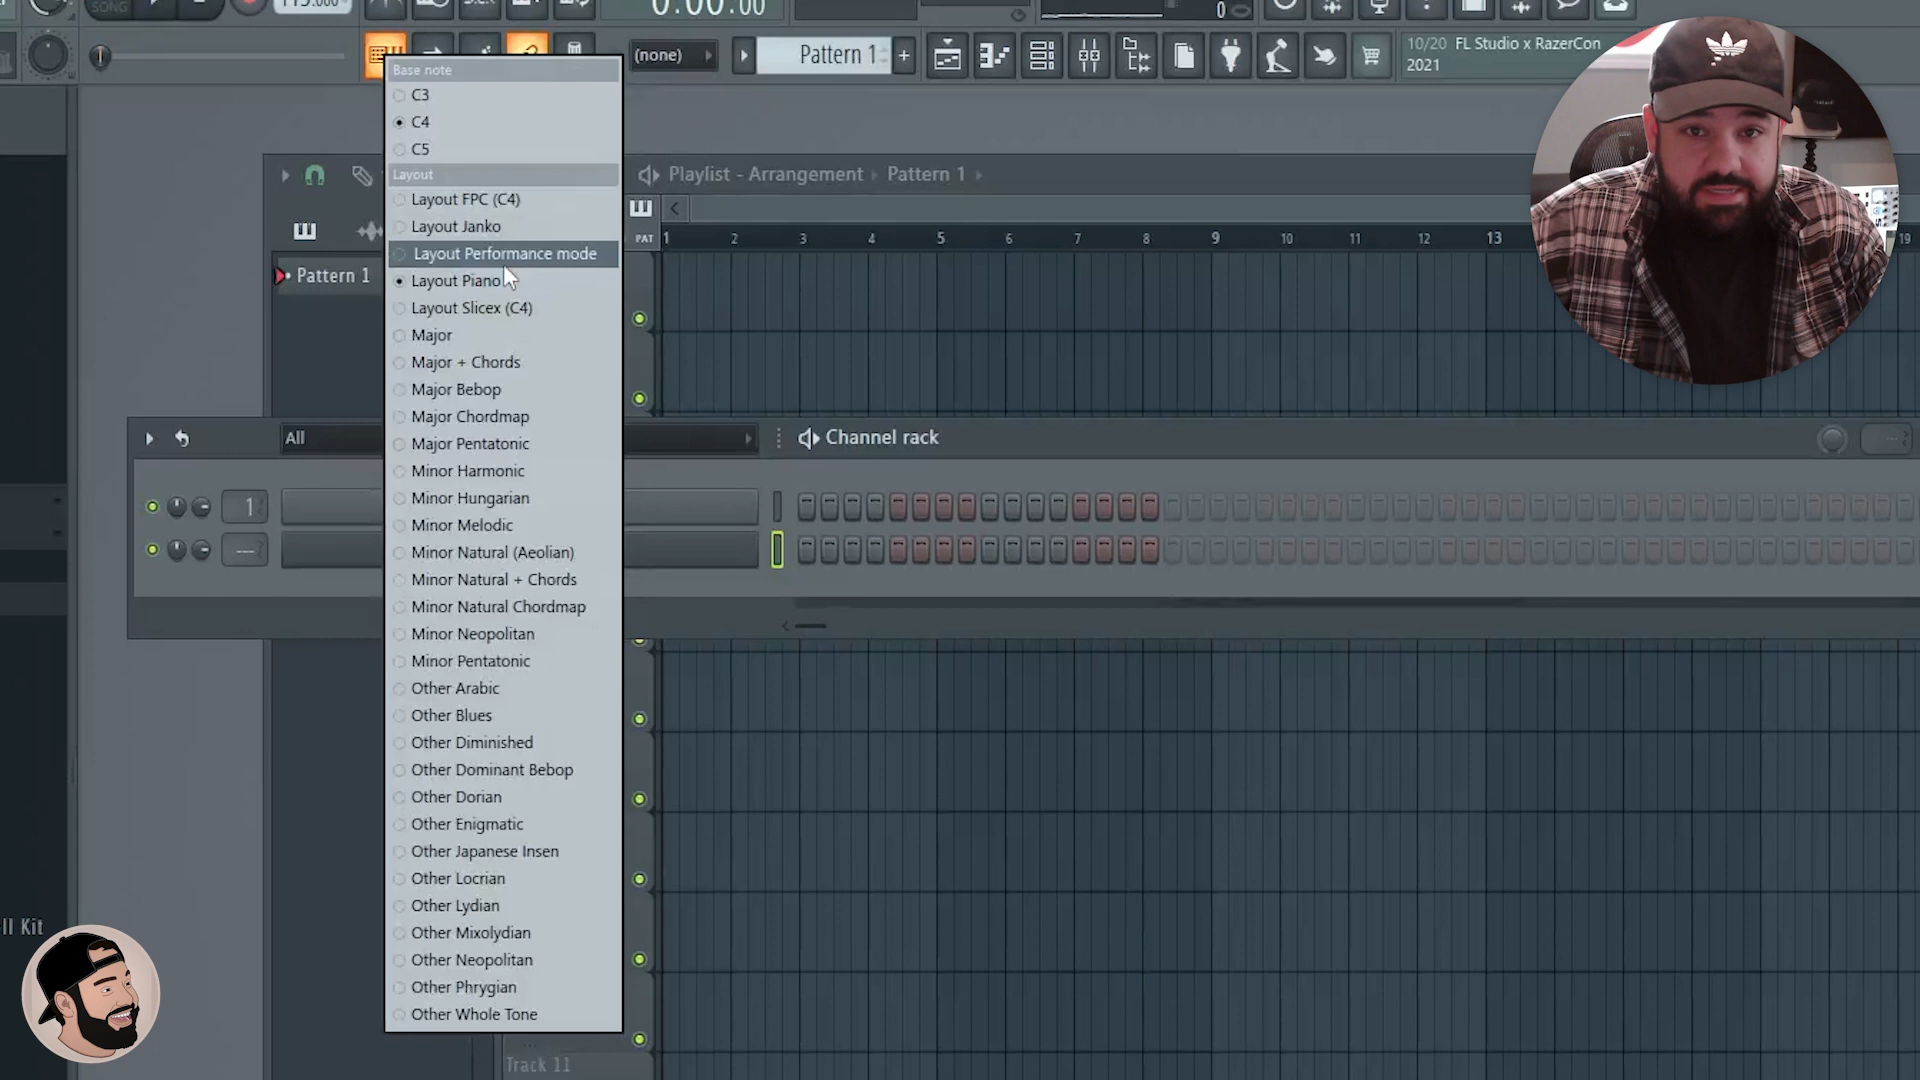 SONG
0:00:00
0
(none)
Pattern 1
+
10/20 FL Studio x RazerCon
2021
Base note
C3
C4
C5
Layout
Layout FPC (C4)
Layout Janko
Layout Performance mode
Layout Piano
Layout Slicex (C4)
Major
Major + Chords
Major Bebop
Major Chordmap
Major Pentatonic
Minor Harmonic
Minor Hungarian
Minor Melodic
Minor Natural (Aeolian)
Minor Natural + Chords
Minor Natural Chordmap
Minor Neopolitan
Minor Pentatonic
Other Arabic
Other Blues
Other Diminished
Other Dominant Bebop
Other Dorian
Other Enigmatic
Other Japanese Insen
Other Locrian
Other Lydian
Other Mixolydian
Other Neopolitan
Other Phrygian
Other Whole Tone
Playlist - Arrangement Pattern 1
PAT 1 2 3 4 5 6 7 8 9 10 11 12 13 19
Pattern 1
All
Channel rack
1
---
ll Kit
Track 11